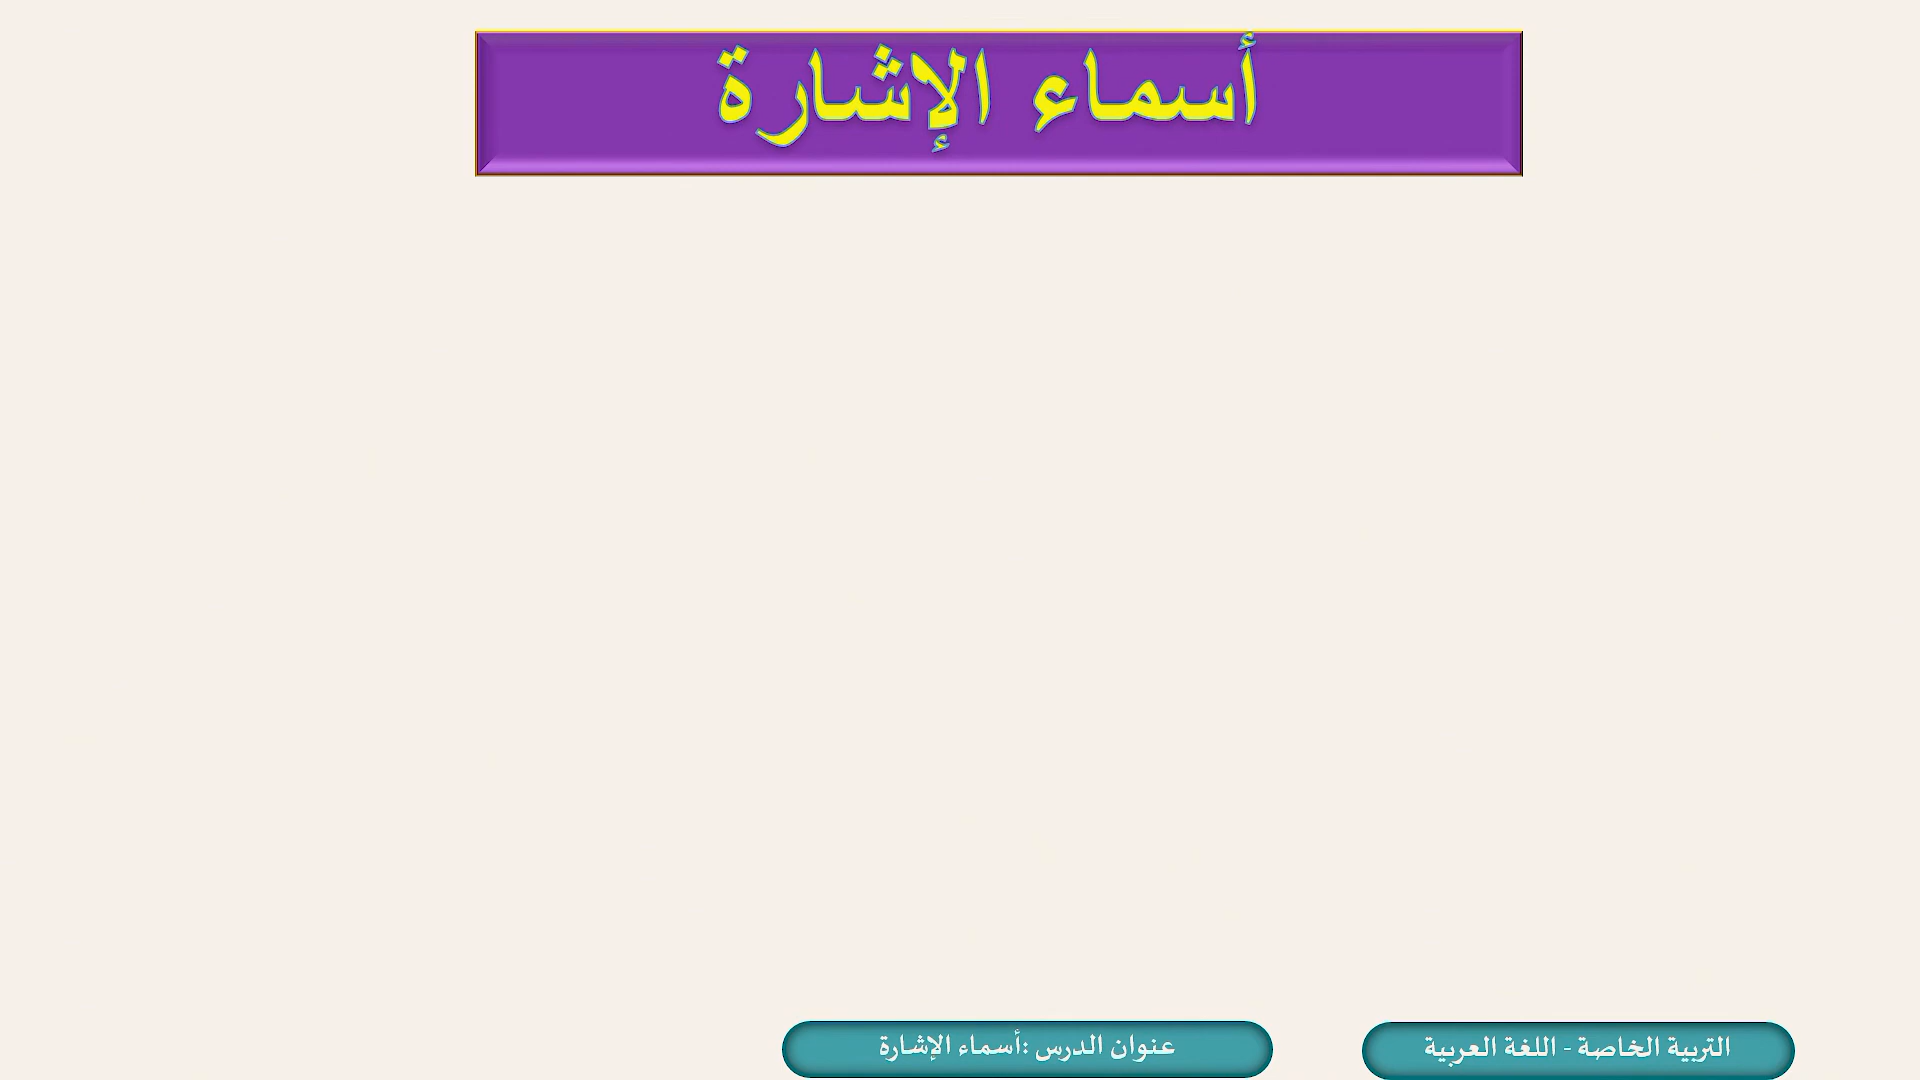 أسماء الإشارة
التربية الخاصة - اللغة العربية
عنوان الدرس :أسماء الإشارة